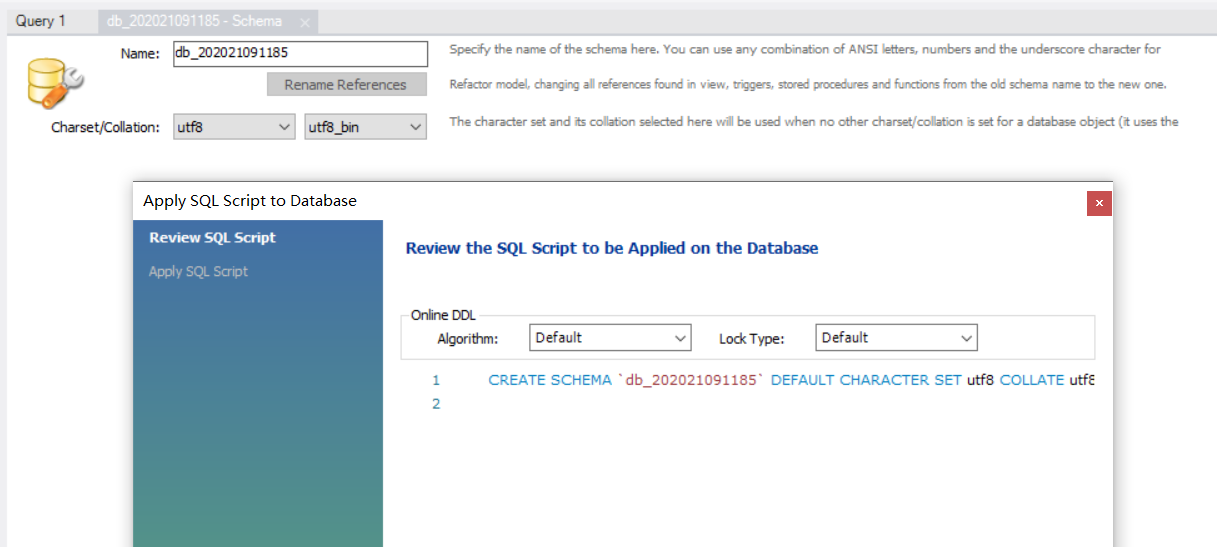 Query 1
db_202021091185 - Schema
Name: db_202021091185 Specify the name of the schema here. You can use any combination of ANSI letters, numbers and the underscore character for
Rename References Refactor model, changing all references found in view, triggers, stored procedures and functions from the old schema name to the new one.
Charset/Collation: utf8 utf8_bin The character set and its collation selected here will be used when no other charset/collation is set for a database object (it uses the
Apply SQL Script to Database
Review SQL Script
Apply SQL Script
Review the SQL Script to be Applied on the Database
Online DDL
Algorithm: Default Lock Type: Default
1 CREATE SCHEMA `db_202021091185` DEFAULT CHARACTER SET utf8 COLLATE utf8
2